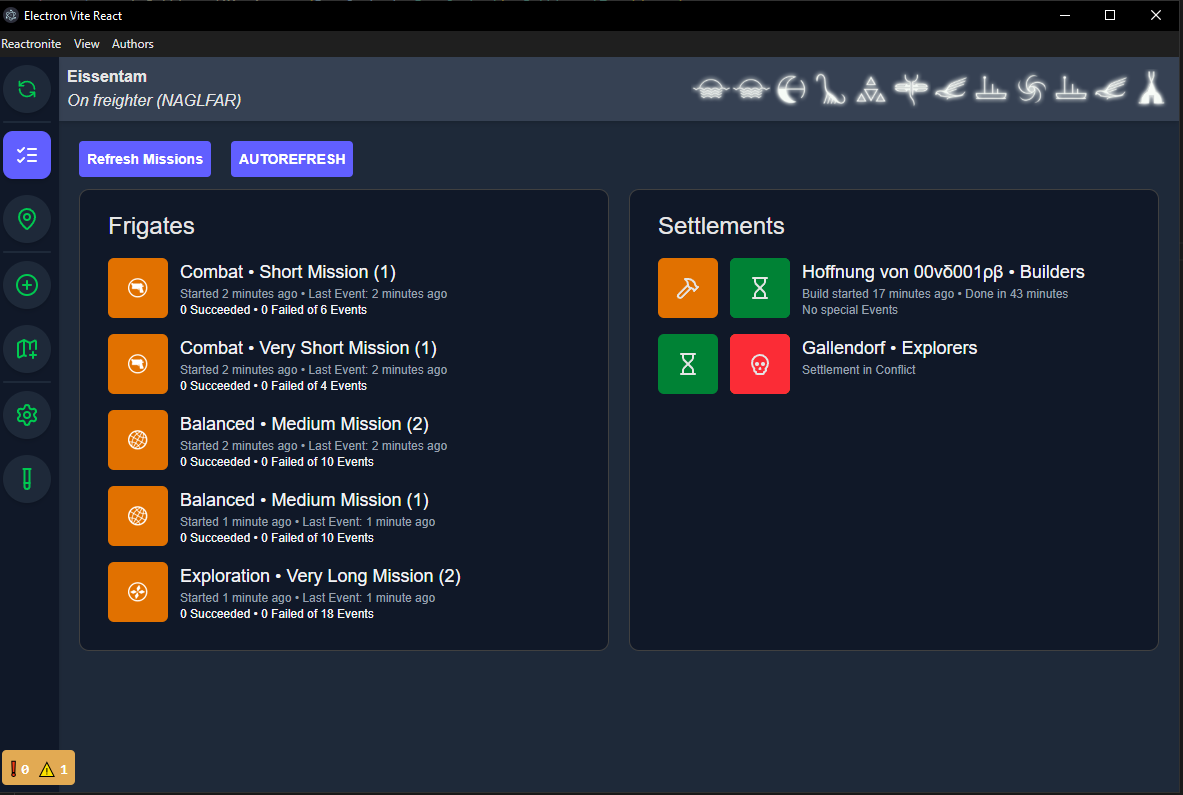 Electron Vite React
Reactronite View Authors
Eissentam
On freighter (NAGLFAR)
Refresh Missions AUTOREFRESH
Frigates
Combat • Short Mission (1)
Started 2 minutes ago • Last Event: 2 minutes ago
0 Succeeded • 0 Failed of 6 Events
Combat • Very Short Mission (1)
Started 2 minutes ago • Last Event: 2 minutes ago
0 Succeeded • 0 Failed of 4 Events
Balanced • Medium Mission (2)
Started 2 minutes ago • Last Event: 2 minutes ago
0 Succeeded • 0 Failed of 10 Events
Balanced • Medium Mission (1)
Started 1 minute ago • Last Event: 1 minute ago
0 Succeeded • 0 Failed of 10 Events
Exploration • Very Long Mission (2)
Started 1 minute ago • Last Event: 1 minute ago
0 Succeeded • 0 Failed of 18 Events
Settlements
Hoffnung von 00νδ001ρβ • Builders
Build started 17 minutes ago • Done in 43 minutes
No special Events
Gallendorf • Explorers
Settlement in Conflict
0 1